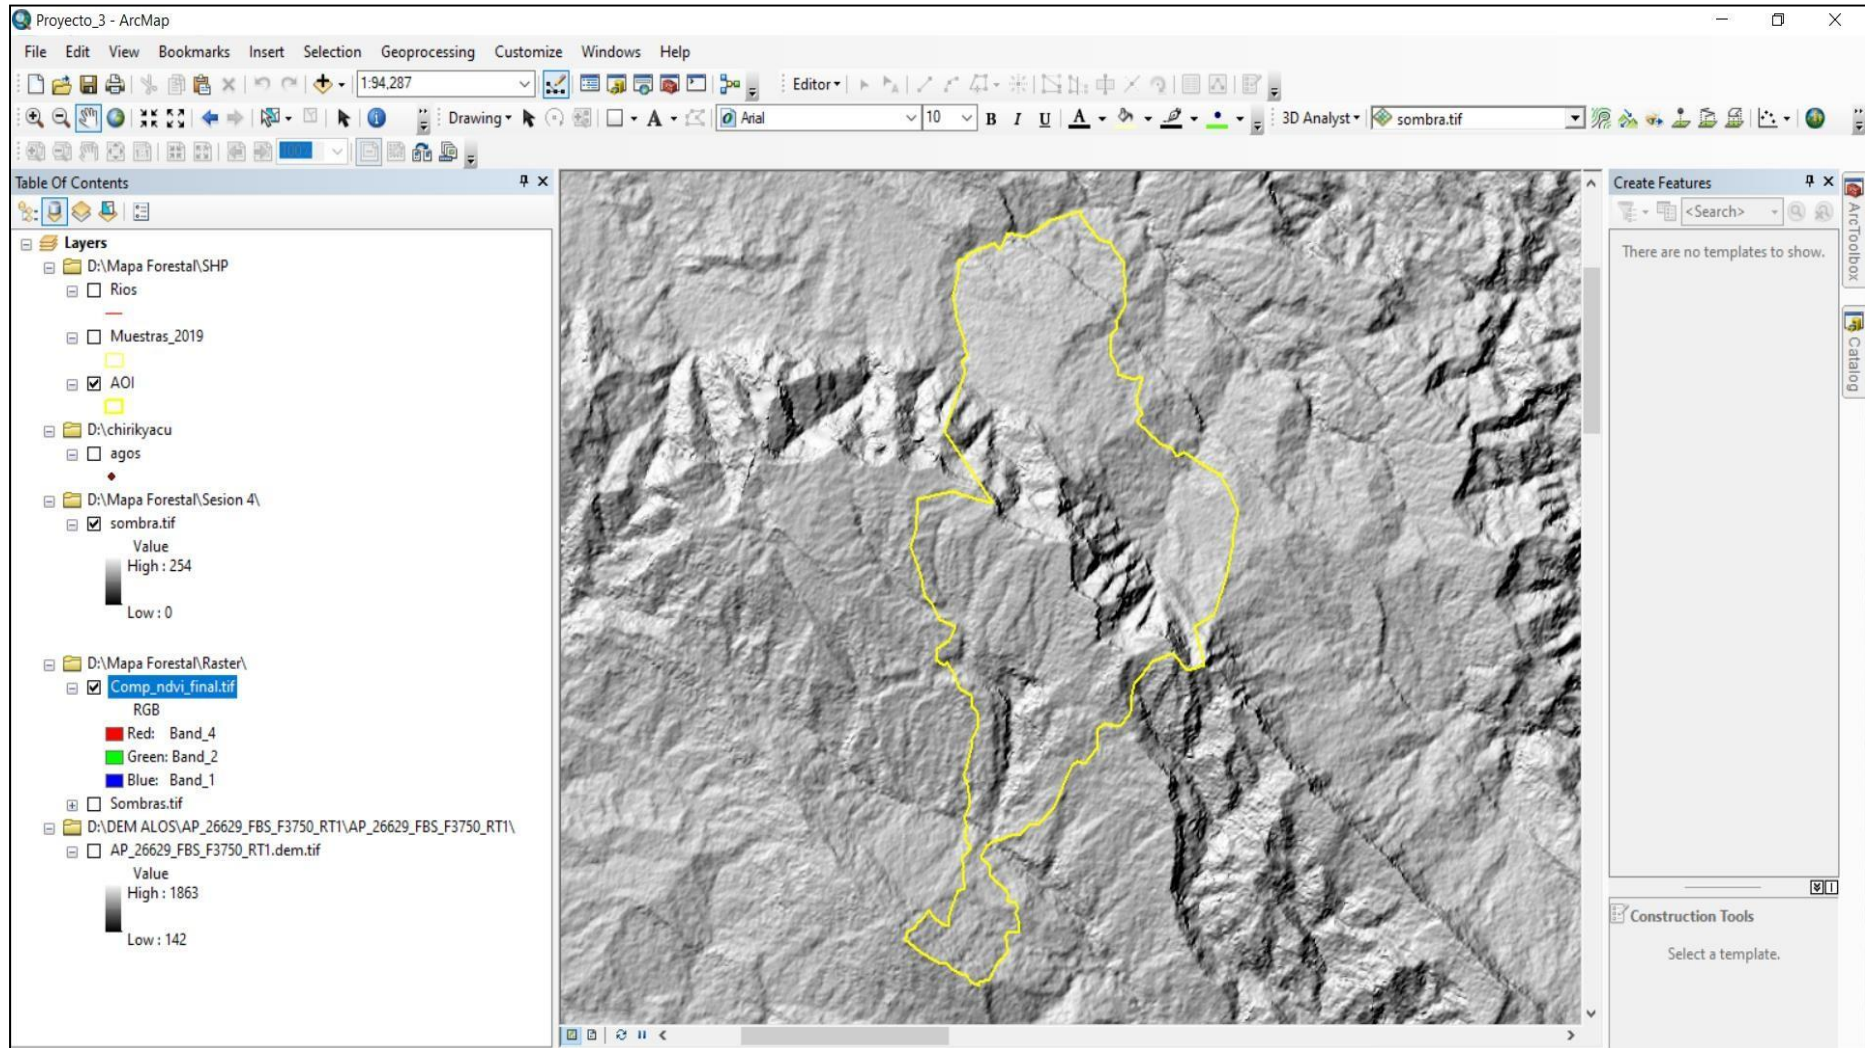 Proyecto_3 - ArcMap
File Edit View Bookmarks Insert Selection Geoprocessing Customize Windows Help
1:94,287 Editor
Drawing A Arial 10 B I U A 3D Analyst sombra.tif
100%
Table Of Contents
Layers
D:\Mapa Forestal\SHP
Rios
Muestras_2019
AOI
D:\chirikyacu
agos
D:\Mapa Forestal\Sesion 4\
sombra.tif
Value
High : 254
Low : 0
D:\Mapa Forestal\Raster\
Comp_ndvi_final.tif
RGB
Red: Band_4
Green: Band_2
Blue: Band_1
Sombras.tif
D:\DEM ALOS\AP_26629_FBS_F3750_RT1\AP_26629_FBS_F3750_RT1\
AP_26629_FBS_F3750_RT1.dem.tif
Value
High : 1863
Low : 142
Create Features
<Search>
There are no templates to show.
Construction Tools
Select a template.
ArcToolbox
Catalog